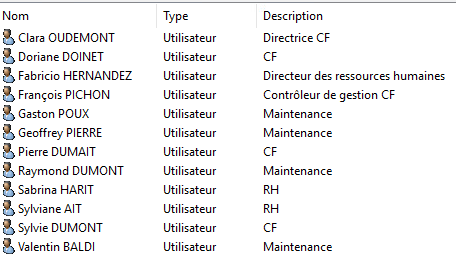 Nom Type Description
Clara OUDEMONT Utilisateur Directrice CF
Doriane DOINET Utilisateur CF
Fabricio HERNANDEZ Utilisateur Directeur des ressources humaines
François PICHON Utilisateur Contrôleur de gestion CF
Gaston POUX Utilisateur Maintenance
Geoffrey PIERRE Utilisateur Maintenance
Pierre DUMAIT Utilisateur CF
Raymond DUMONT Utilisateur Maintenance
Sabrina HARIT Utilisateur RH
Sylviane AIT Utilisateur RH
Sylvie DUMONT Utilisateur CF
Valentin BALDI Utilisateur Maintenance